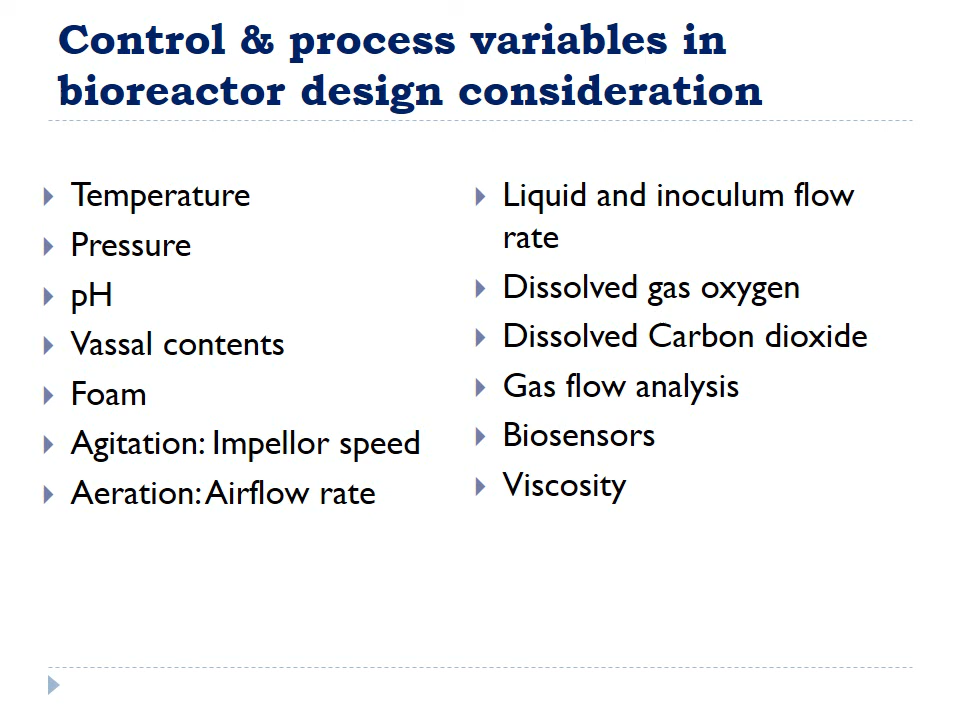 Control & process variables in
bioreactor design consideration
Temperature
Pressure
pH
Vassal contents
Foam
Agitation: Impellor speed
Aeration: Airflow rate
Liquid and inoculum flow
rate
Dissolved gas oxygen
Dissolved Carbon dioxide
Gas flow analysis
Biosensors
Viscosity